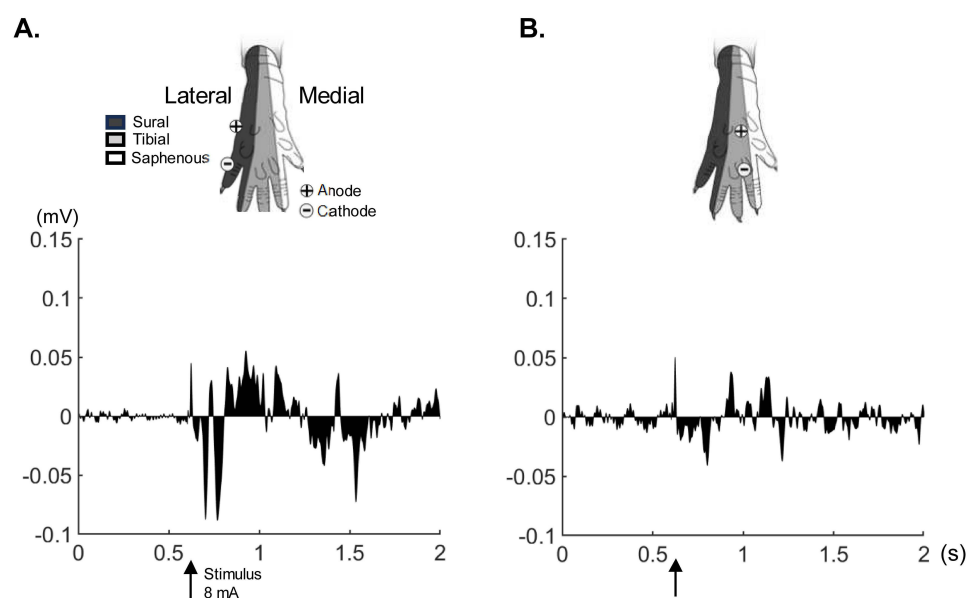 A.
B.
Lateral
Medial
Sural
Tibial
Saphenous
+ Anode
- Cathode
(mV)
0.15
0.1
0.05
0
-0.05
-0.1
0
0.5
1
1.5
2
Stimulus
8 mA
0.15
0.1
0.05
0
-0.05
-0.1
0
0.5
1
1.5
2
(s)